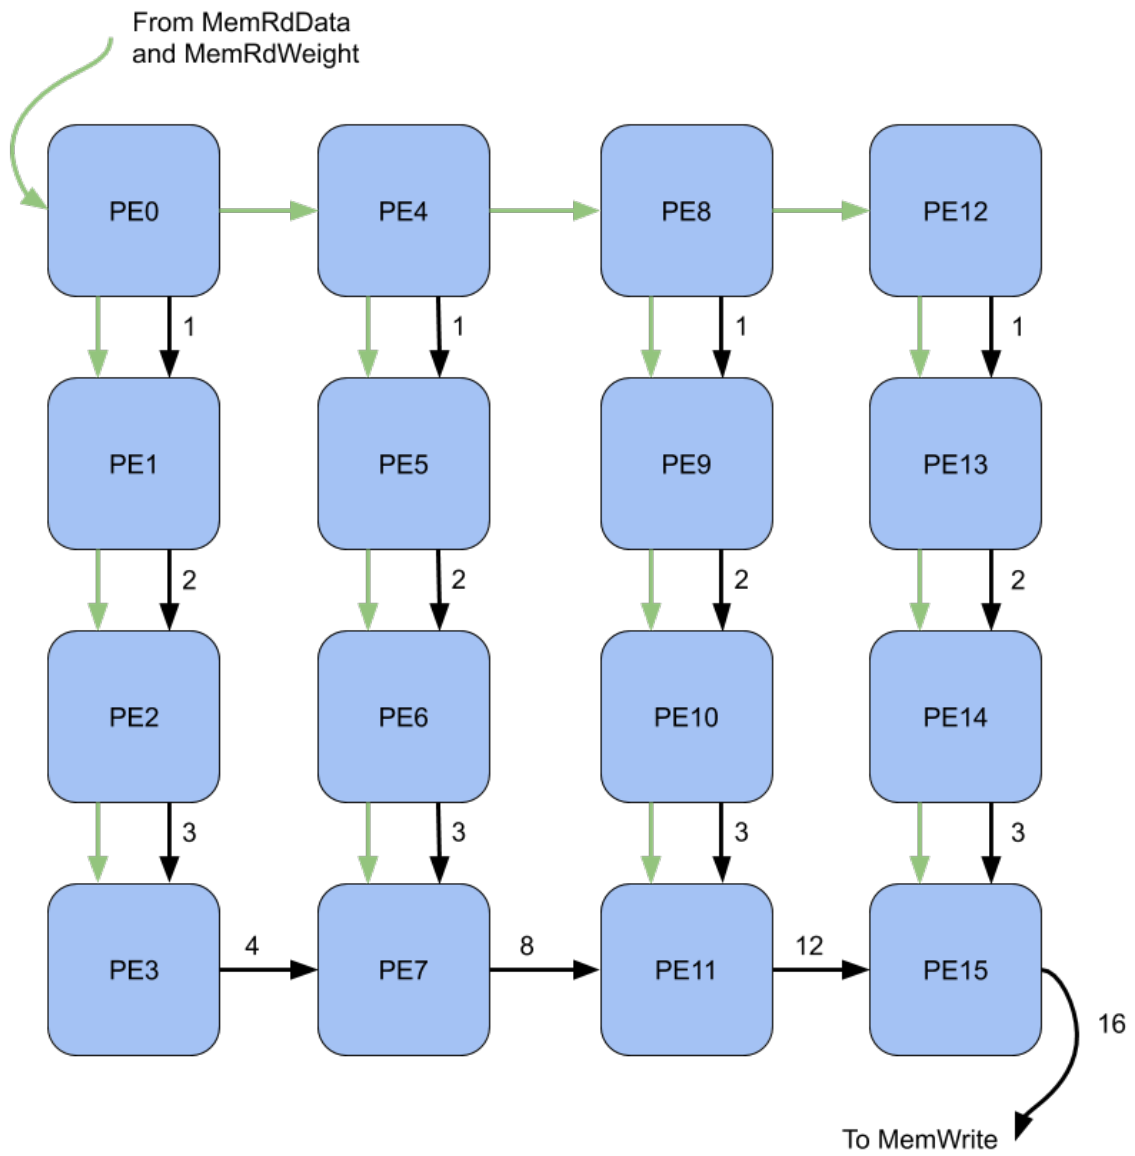 From MemRdData
and MemRdWeight
PE0
PE4
PE8
PE12
1
1
1
1
PE1
PE5
PE9
PE13
2
2
2
2
PE2
PE6
PE10
PE14
3
3
3
3
4
8
12
PE3
PE7
PE11
PE15
16
To MemWrite